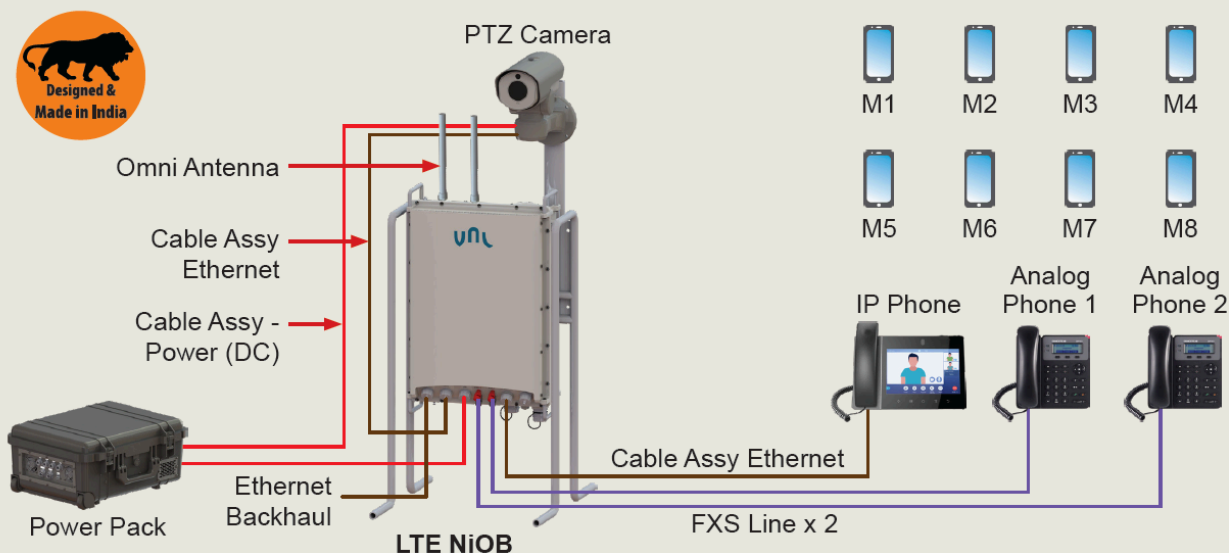 Designed &
Made in India
PTZ Camera
M1
M2
M3
M4
Omni Antenna
M5
M6
M7
M8
vnl
Cable Assy
Ethernet
Cable Assy -
Power (DC)
IP Phone
Analog
Phone 1
Analog
Phone 2
Cable Assy Ethernet
Ethernet
Backhaul
Power Pack
FXS Line x 2
LTE NiOB